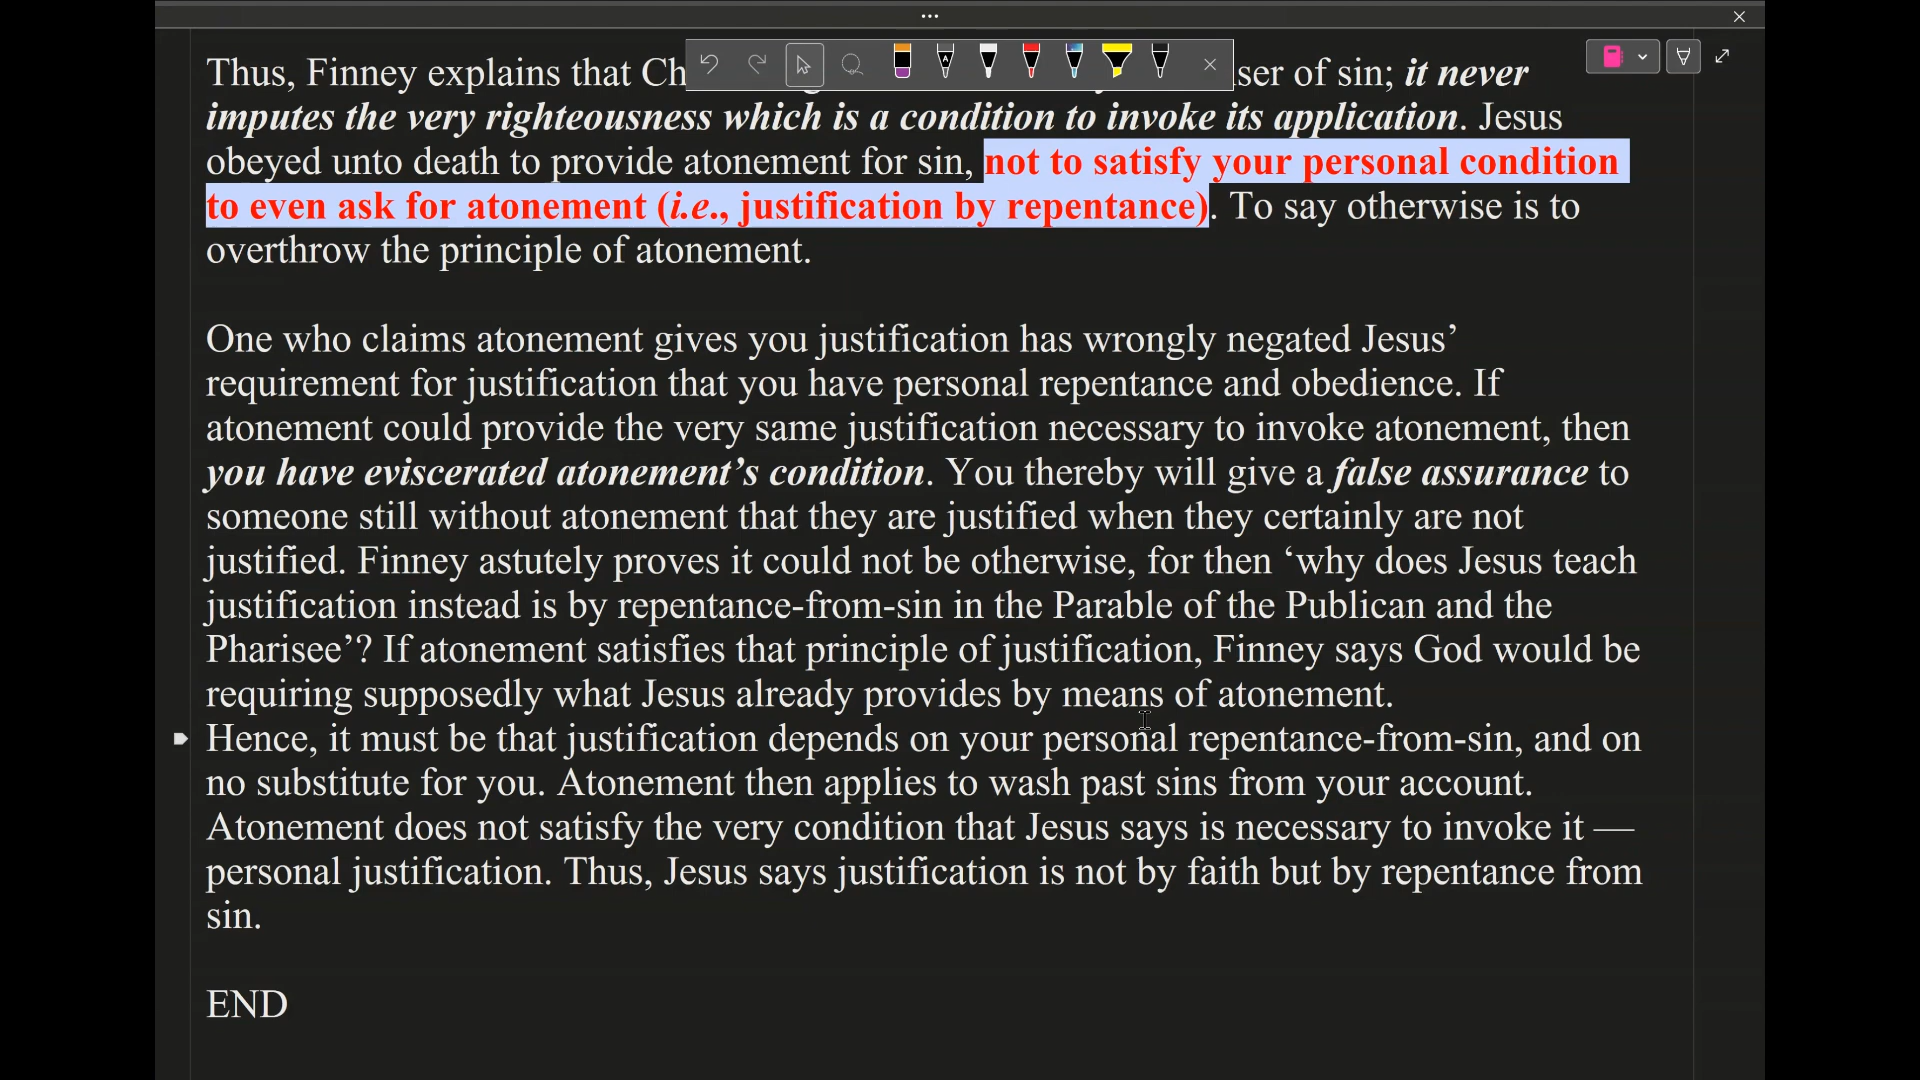 Thus, Finney explains that Ch ser of sin; it never
imputes the very righteousness which is a condition to invoke its application. Jesus
obeyed unto death to provide atonement for sin, not to satisfy your personal condition
to even ask for atonement (i.e., justification by repentance). To say otherwise is to
overthrow the principle of atonement.
One who claims atonement gives you justification has wrongly negated Jesus’
requirement for justification that you have personal repentance and obedience. If
atonement could provide the very same justification necessary to invoke atonement, then
you have eviscerated atonement’s condition. You thereby will give a false assurance to
someone still without atonement that they are justified when they certainly are not
justified. Finney astutely proves it could not be otherwise, for then ‘why does Jesus teach
justification instead is by repentance-from-sin in the Parable of the Publican and the
Pharisee’? If atonement satisfies that principle of justification, Finney says God would be
requiring supposedly what Jesus already provides by means of atonement.
Hence, it must be that justification depends on your personal repentance-from-sin, and on
no substitute for you. Atonement then applies to wash past sins from your account.
Atonement does not satisfy the very condition that Jesus says is necessary to invoke it —
personal justification. Thus, Jesus says justification is not by faith but by repentance from
sin.
END